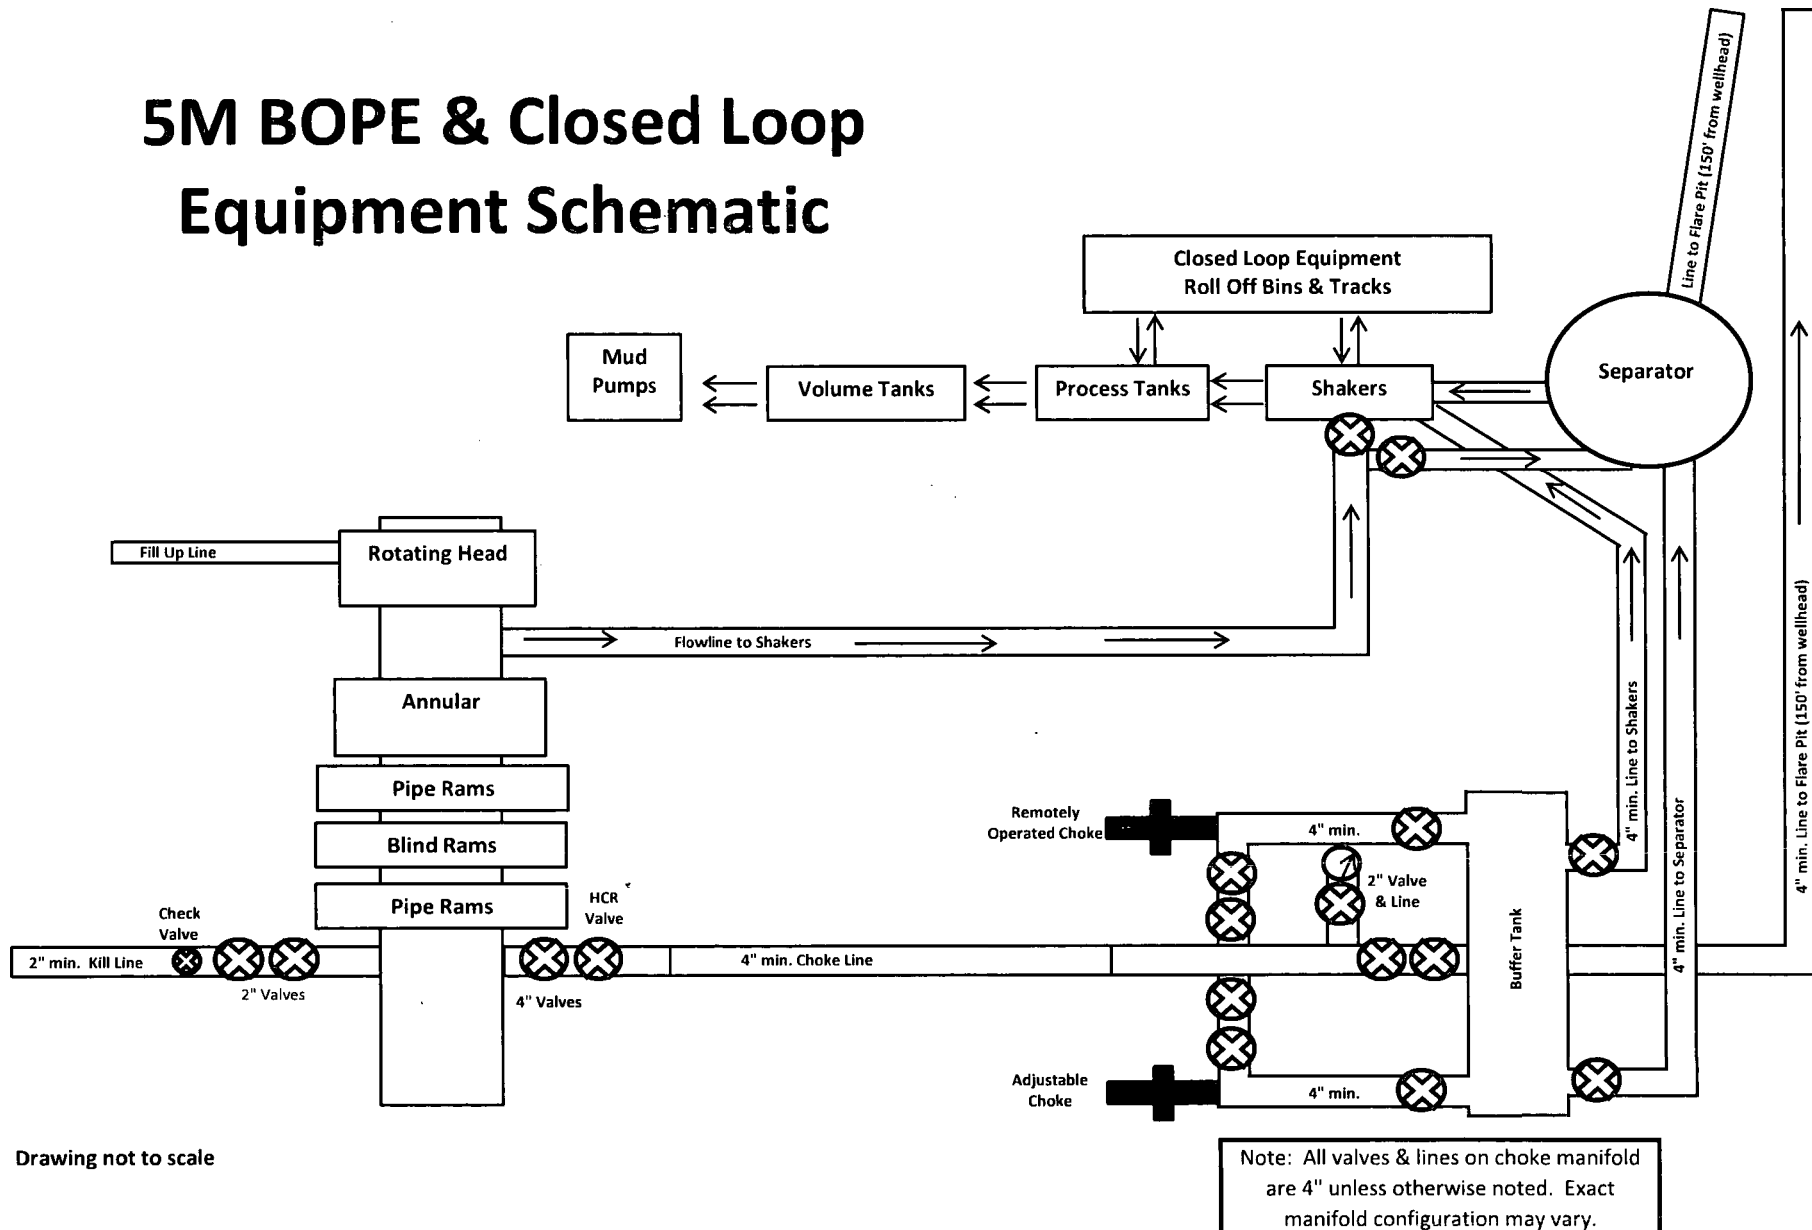 5M BOPE & Closed Loop
Equipment Schematic
Line to Flare Pit (150' from wellhead)
Closed Loop Equipment
Roll Off Bins & Tracks
Mud
Pumps
Volume Tanks
Process Tanks
Shakers
Separator
Fill Up Line
Rotating Head
Flowline to Shakers
4" min. Line to Flare Pit (150' from wellhead)
Annular
4" min. Line to Shakers
Pipe Rams
Remotely
Operated Choke
4" min.
4" min. Line to Separator
Blind Rams
2" Valve
& Line
Pipe Rams
HCR
Valve
Check
Valve
Buffer Tank
2" min. Kill Line
4" min. Choke Line
2" Valves
4" Valves
Adjustable
Choke
4" min.
Drawing not to scale
Note: All valves & lines on choke manifold
are 4" unless otherwise noted. Exact
manifold configuration may vary.